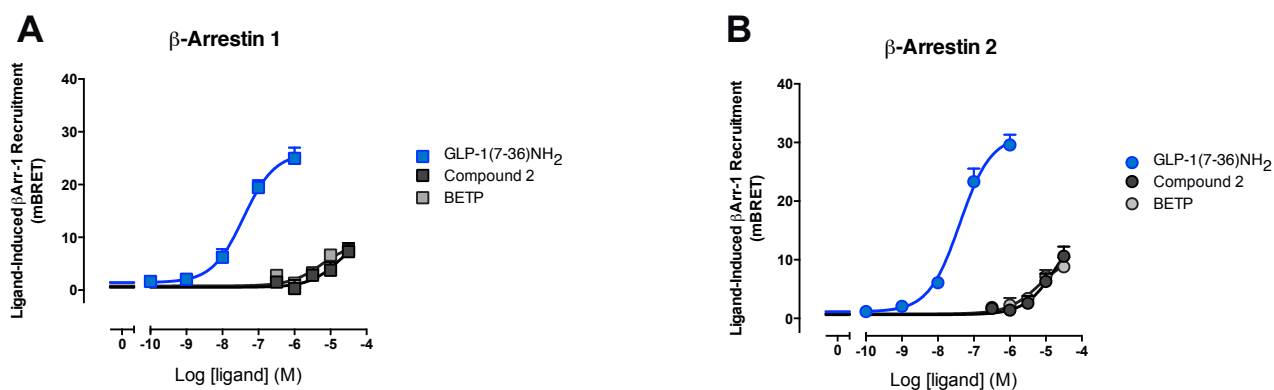 A
β-Arrestin 1
Ligand-Induced βArr-1 Recruitment
(mBRET)
40
30
20
10
0
0 -10 -9 -8 -7 -6 -5 -4
Log [ligand] (M)
GLP-1(7-36)NH2
Compound 2
BETP
B
β-Arrestin 2
Ligand-Induced βArr-1 Recruitment
(mBRET)
40
30
20
10
0
0 -10 -9 -8 -7 -6 -5 -4
Log [ligand] (M)
GLP-1(7-36)NH2
Compound 2
BETP